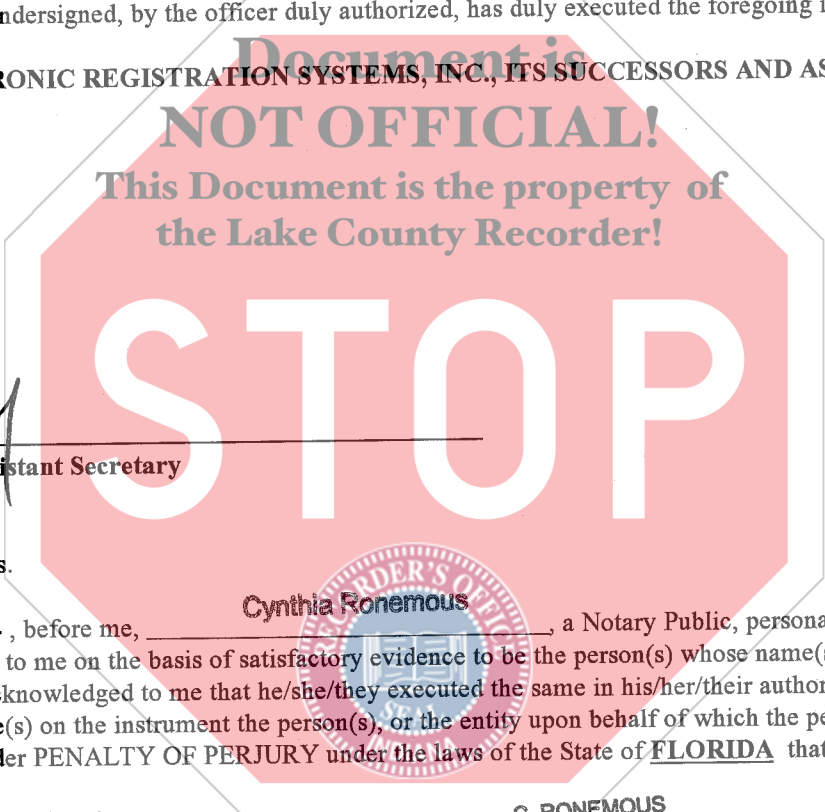 ndersigned, by the officer duly authorized, has duly executed the foregoing
Document is
RONIC REGISTRATION SYSTEMS, INC., ITS SUCCESSORS AND AS
NOT OFFICIAL!
This Document is the property of
the Lake County Recorder!
STOP
istant Secretary
s.
Cynthia Ronemous
, before me, , a Notary Public, persona
to me on the basis of satisfactory evidence to be the person(s) whose name(s
cknowledged to me that he/she/they executed the same in his/her/their author
e(s) on the instrument the person(s), or the entity upon behalf of which the pe
der PENALTY OF PERJURY under the laws of the State of FLORIDA that
RECORDER'S OFFICE
SEAL
C. RONEMOUS